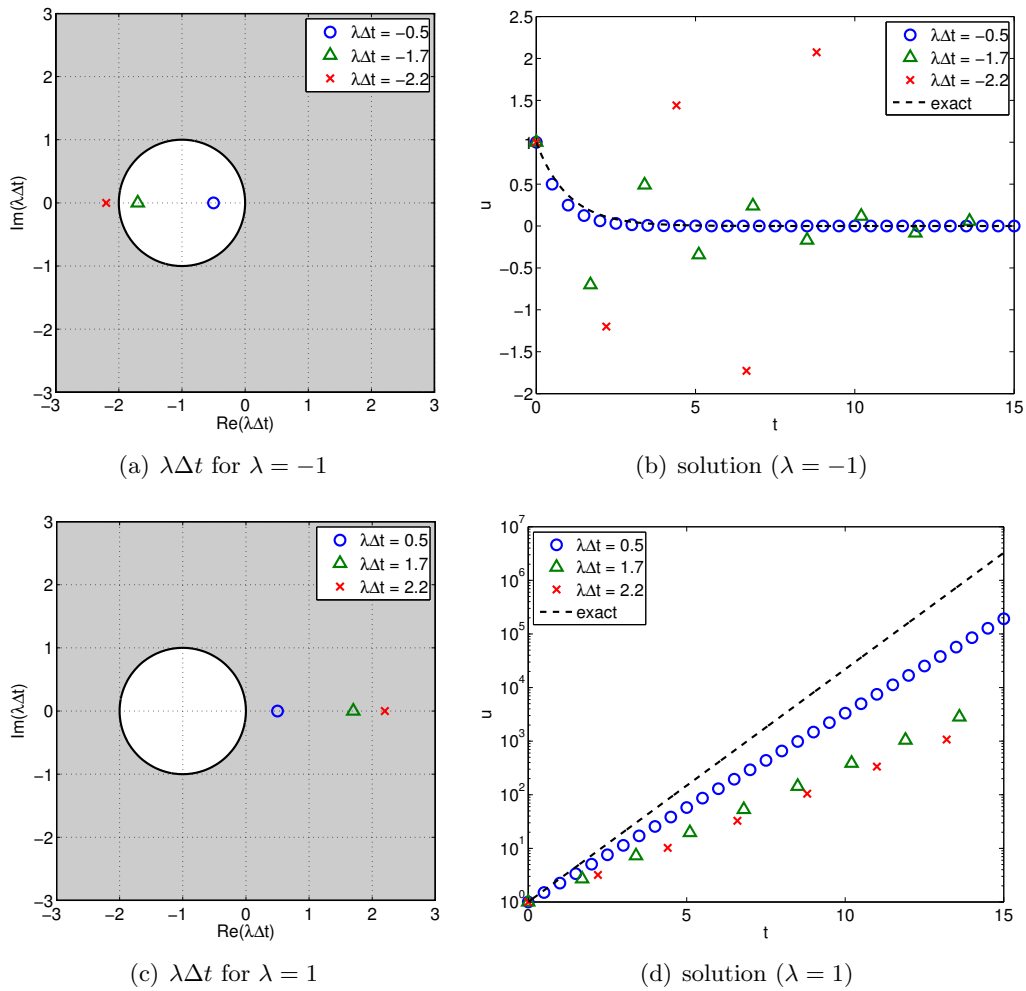 3
2
1
0
−1
−2
−3
−3
−2
−1
0
1
2
3
Im(λΔt)
Re(λΔt)
λΔt = −0.5
λΔt = −1.7
λΔt = −2.2
(a) λΔt for λ = −1
2.5
2
1.5
1
0.5
0
−0.5
−1
−1.5
−2
0
5
10
15
u
t
λΔt = −0.5
λΔt = −1.7
λΔt = −2.2
exact
(b) solution (λ = −1)
3
2
1
0
−1
−2
−3
−3
−2
−1
0
1
2
3
Im(λΔt)
Re(λΔt)
λΔt = 0.5
λΔt = 1.7
λΔt = 2.2
(c) λΔt for λ = 1
10^7
10^6
10^5
10^4
10^3
10^2
10^1
10^0
0
5
10
15
u
t
λΔt = 0.5
λΔt = 1.7
λΔt = 2.2
exact
(d) solution (λ = 1)